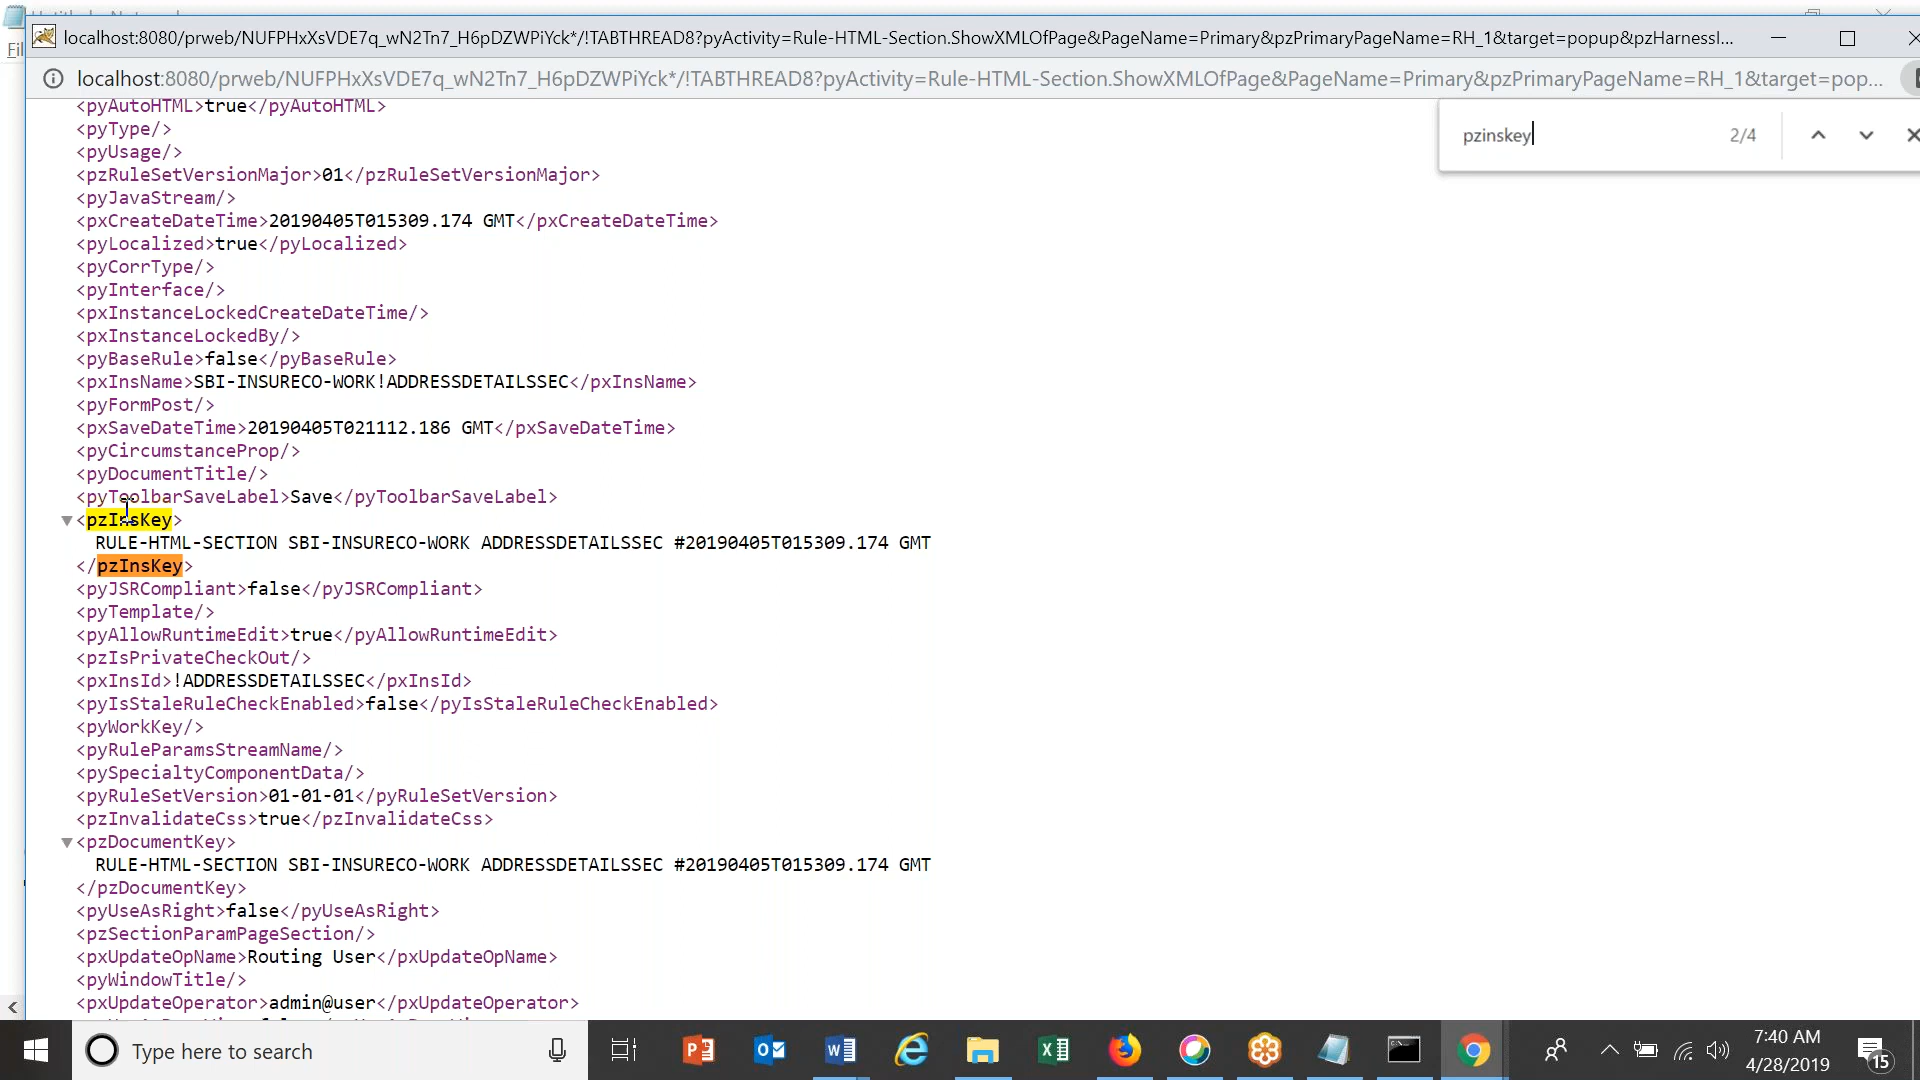 localhost:8080/prweb/NUFPHxXsVDE7q_wN2Tn7_H6pDZWPiYck*/!TABTHREAD8?pyActivity=Rule-HTML-Section.ShowXMLOfPage&PageName=Primary&pzPrimaryPageName=RH_1&target=popup&pzHarnessI...
Fil
localhost:8080/prweb/NUFPHxXsVDE7q_wN2Tn7_H6pDZWPiYck*/!TABTHREAD8?pyActivity=Rule-HTML-Section.ShowXMLOfPage&PageName=Primary&pzPrimaryPageName=RH_1&target=pop...
<pyAutoHTML>true</pyAutoHTML>
pzinskey 2/4
<pyType/>
<pyUsage/>
<pzRuleSetVersionMajor>01</pzRuleSetVersionMajor>
<pyJavaStream/>
<pxCreateDateTime>20190405T015309.174 GMT</pxCreateDateTime>
<pyLocalized>true</pyLocalized>
<pyCorrType/>
<pyInterface/>
<pxInstanceLockedCreateDateTime/>
<pxInstanceLockedBy/>
<pyBaseRule>false</pyBaseRule>
<pxInsName>SBI-INSURECO-WORK!ADDRESSDETAILSSEC</pxInsName>
<pyFormPost/>
<pxSaveDateTime>20190405T021112.186 GMT</pxSaveDateTime>
<pyCircumstanceProp/>
<pyDocumentTitle/>
<pyToolbarSaveLabel>Save</pyToolbarSaveLabel>
<pzInsKey>
RULE-HTML-SECTION SBI-INSURECO-WORK ADDRESSDETAILSSEC #20190405T015309.174 GMT
</pzInsKey>
<pyJSRCompliant>false</pyJSRCompliant>
<pyTemplate/>
<pyAllowRuntimeEdit>true</pyAllowRuntimeEdit>
<pzIsPrivateCheckOut/>
<pxInsId>!ADDRESSDETAILSSEC</pxInsId>
<pyIsStaleRuleCheckEnabled>false</pyIsStaleRuleCheckEnabled>
<pyWorkKey/>
<pyRuleParamsStreamName/>
<pySpecialtyComponentData/>
<pyRuleSetVersion>01-01-01</pyRuleSetVersion>
<pzInvalidateCss>true</pzInvalidateCss>
<pzDocumentKey>
RULE-HTML-SECTION SBI-INSURECO-WORK ADDRESSDETAILSSEC #20190405T015309.174 GMT
</pzDocumentKey>
<pyUseAsRight>false</pyUseAsRight>
<pzSectionParamPageSection/>
<pxUpdateOpName>Routing User</pxUpdateOpName>
<pyWindowTitle/>
<pxUpdateOperator>admin@user</pxUpdateOperator>
Type here to search
7:40 AM
4/28/2019
15